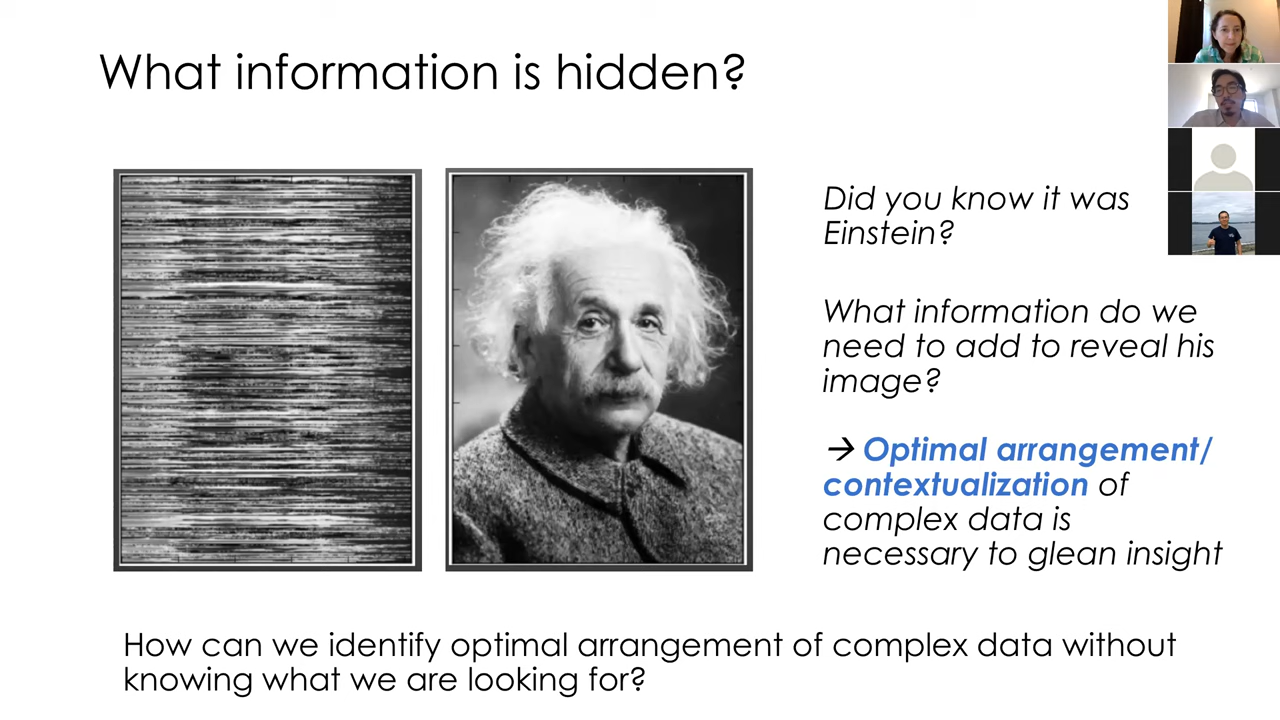 What information is hidden?
Did you know it was
Einstein?
What information do we
need to add to reveal his
image?
→ Optimal arrangement/
contextualization of
complex data is
necessary to glean insight
How can we identify optimal arrangement of complex data without
knowing what we are looking for?